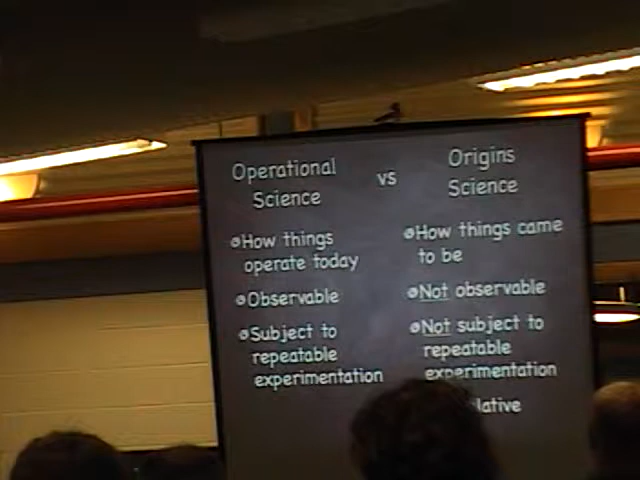 Operational
Science
vs
Origins
Science
How things
operate today
Observable
Subject to
repeatable
experimentation
How things came
to be
Not observable
Not subject to
repeatable
experimentation